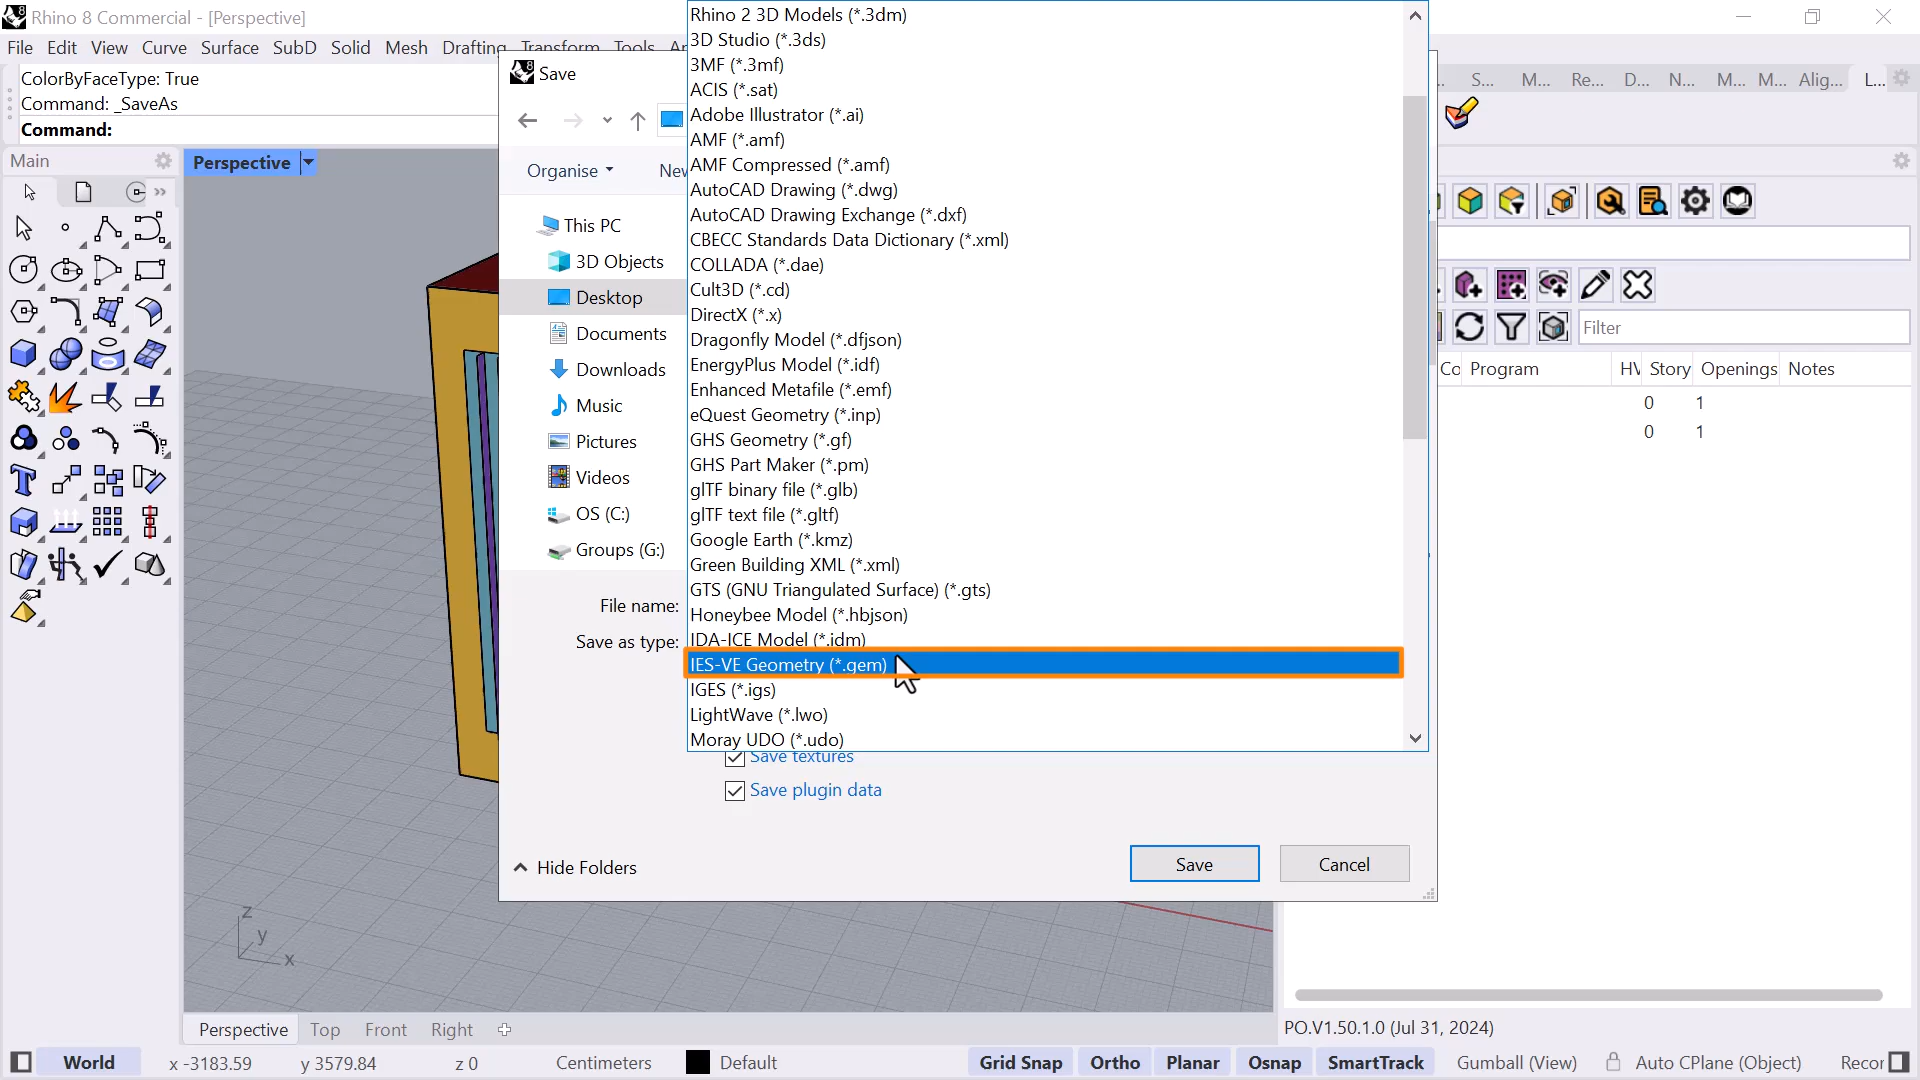 Rhino 8 Commercial - [Perspective]
File Edit View Curve Surface SubD Solid Mesh Drafting Transform Tools
ColorByFaceType: True
Command: _SaveAs
Command:
Main
Perspective
Save
Organise
New
This PC
3D Objects
Desktop
Documents
Downloads
Music
Pictures
Videos
OS (C:)
Groups (G:)
File name:
Save as type:
Rhino 2 3D Models (*.3dm)
3D Studio (*.3ds)
3MF (*.3mf)
ACIS (*.sat)
Adobe Illustrator (*.ai)
AMF (*.amf)
AMF Compressed (*.amf)
AutoCAD Drawing (*.dwg)
AutoCAD Drawing Exchange (*.dxf)
CBECC Standards Data Dictionary (*.xml)
COLLADA (*.dae)
Cult3D (*.cd)
DirectX (*.x)
Dragonfly Model (*.dfjson)
EnergyPlus Model (*.idf)
Enhanced Metafile (*.emf)
eQuest Geometry (*.inp)
GHS Geometry (*.gf)
GHS Part Maker (*.pm)
glTF binary file (*.glb)
glTF text file (*.gltf)
Google Earth (*.kmz)
Green Building XML (*.xml)
GTS (GNU Triangulated Surface) (*.gts)
Honeybee Model (*.hbjson)
IDA-ICE Model (*.idm)
IES-VE Geometry (*.gem)
IGES (*.igs)
LightWave (*.lwo)
Moray UDO (*.udo)
Save textures
Save plugin data
Hide Folders
Save
Cancel
S... M... Re... D... N... M... M... Alig... L...
Filter
Co Program HV Story Openings Notes
0 1
0 1
PO.V1.50.1.0 (Jul 31, 2024)
z
y
x
Perspective Top Front Right
World x -3183.59 y 3579.84 z 0 Centimeters Default Grid Snap Ortho Planar Osnap SmartTrack Gumball (View) Auto CPlane (Object) Recor